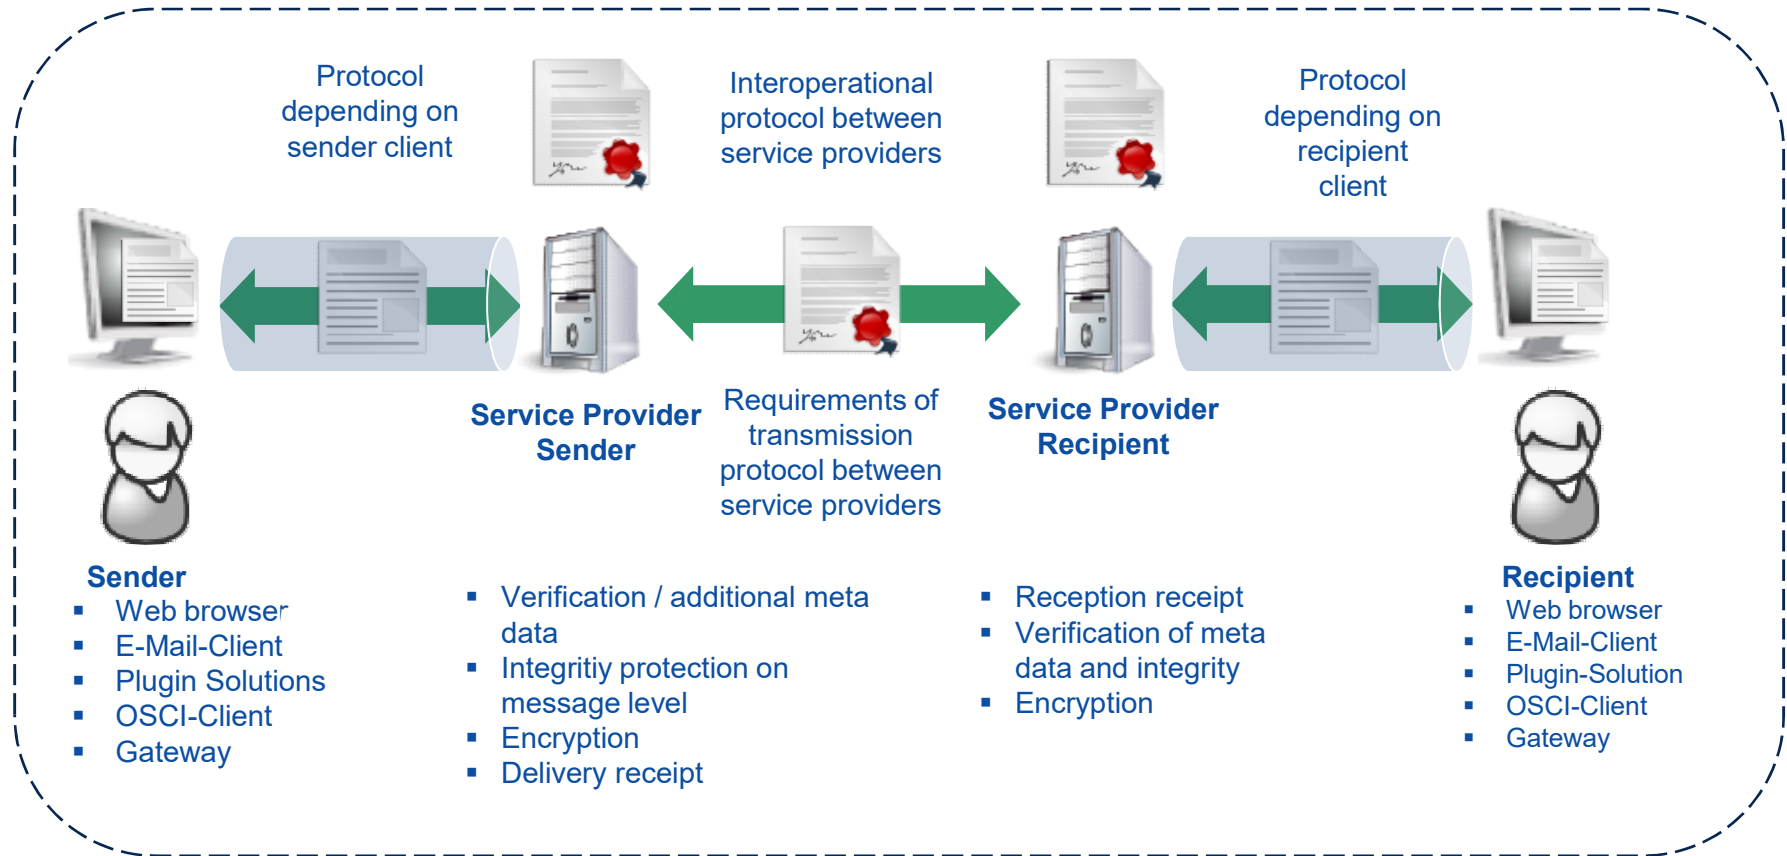 Protocol
depending on
sender client
Interoperational
protocol between
service providers
Protocol
depending on
recipient
client
Service Provider
Sender
Requirements of
transmission
protocol between
service providers
Service Provider
Recipient
Sender
▪ Web browser
▪ E-Mail-Client
▪ Plugin Solutions
▪ OSCI-Client
▪ Gateway
▪ Verification / additional meta
data
▪ Integritiy protection on
message level
▪ Encryption
▪ Delivery receipt
▪ Reception receipt
▪ Verification of meta
data and integrity
▪ Encryption
Recipient
▪ Web browser
▪ E-Mail-Client
▪ Plugin-Solution
▪ OSCI-Client
▪ Gateway